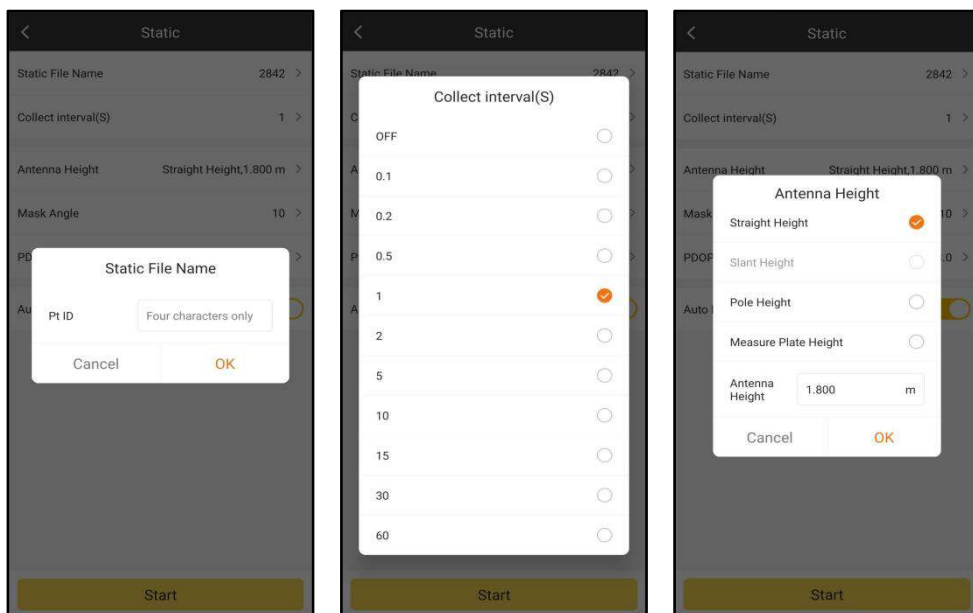 Static
Static File Name 2842
Collect interval(S) 1
Antenna Height Straight Height,1.800 m
Mask Angle 10
PD
Static File Name
Au
Pt ID Four characters only
Cancel OK
Start
Static
Static File Name 2842
Collect interval(S)
C
OFF
A
0.1
M
0.2
P
0.5
A
1
2
5
10
15
30
60
Start
Static
Static File Name 2842
Collect interval(S) 1
Antenna Height Straight Height,1.800 m
Antenna Height
Mask 10
Straight Height
PDOP .0
Slant Height
Auto
Pole Height
Measure Plate Height
Antenna Height 1.800 m
Cancel OK
Start